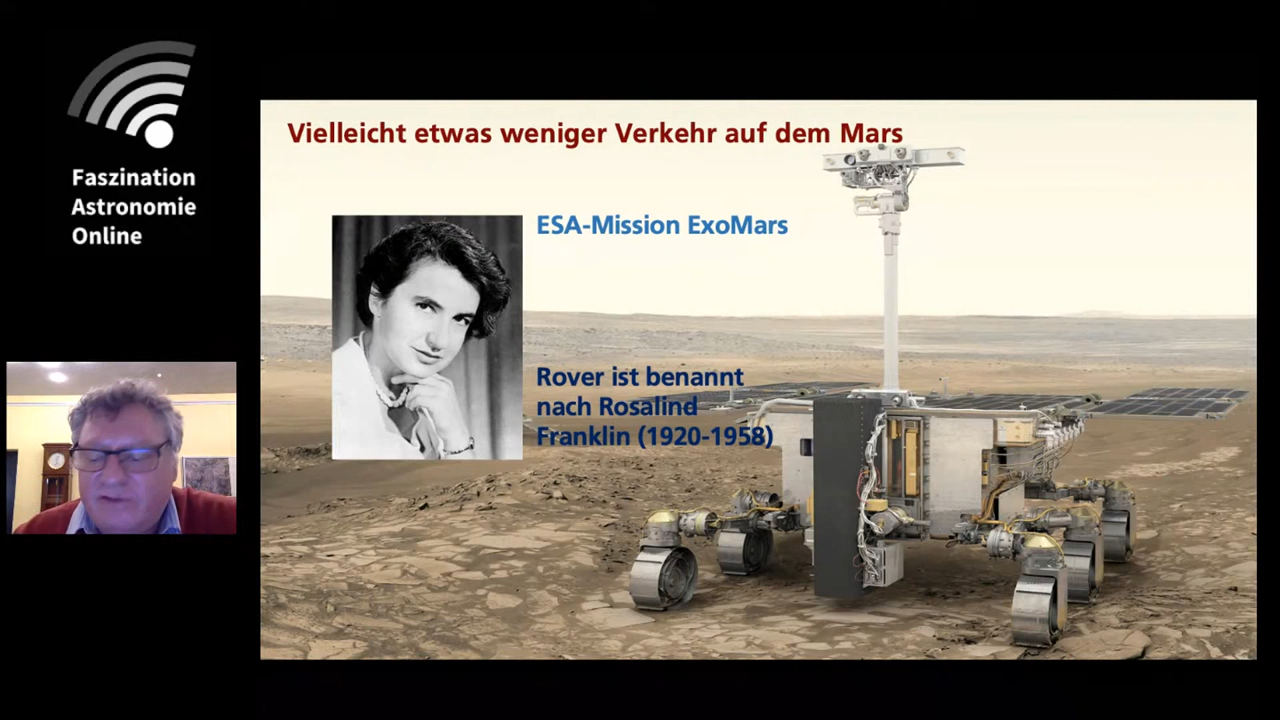 Faszination
Astronomie
Online
Vielleicht etwas weniger Verkehr auf dem Mars
ESA-Mission ExoMars
Rover ist benannt
nach Rosalind
Franklin (1920-1958)